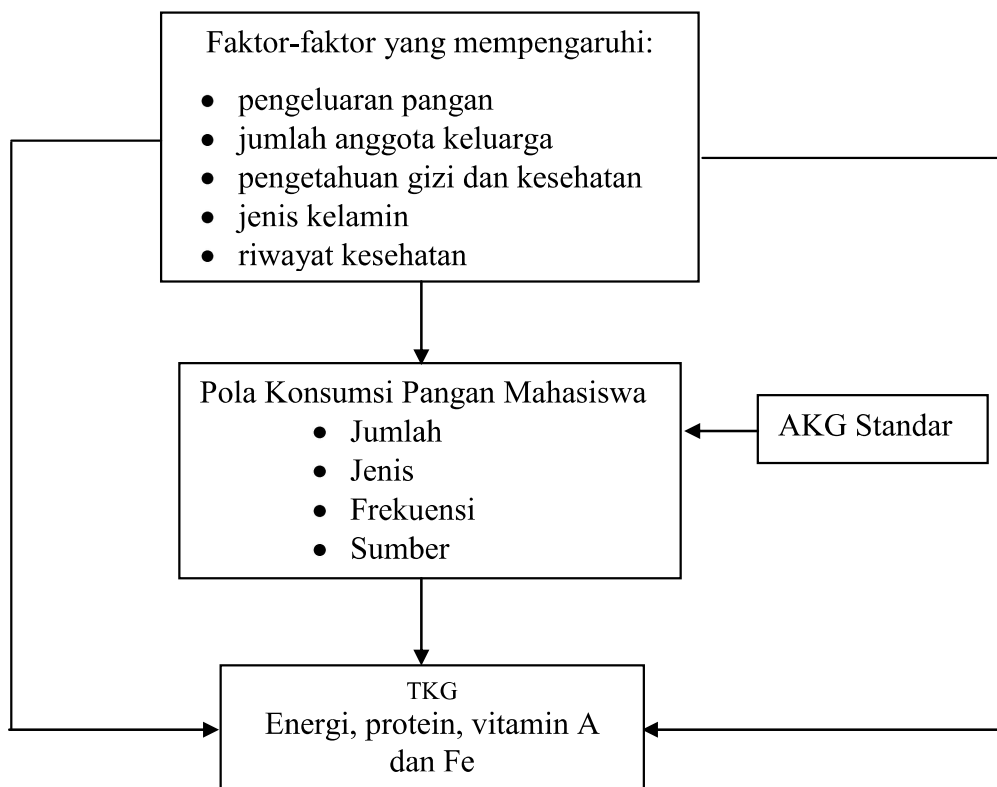 Faktor-faktor yang mempengaruhi:
• pengeluaran pangan
• jumlah anggota keluarga
• pengetahuan gizi dan kesehatan
• jenis kelamin
• riwayat kesehatan
Pola Konsumsi Pangan Mahasiswa
• Jumlah
• Jenis
• Frekuensi
• Sumber
AKG Standar
TKG
Energi, protein, vitamin A
dan Fe